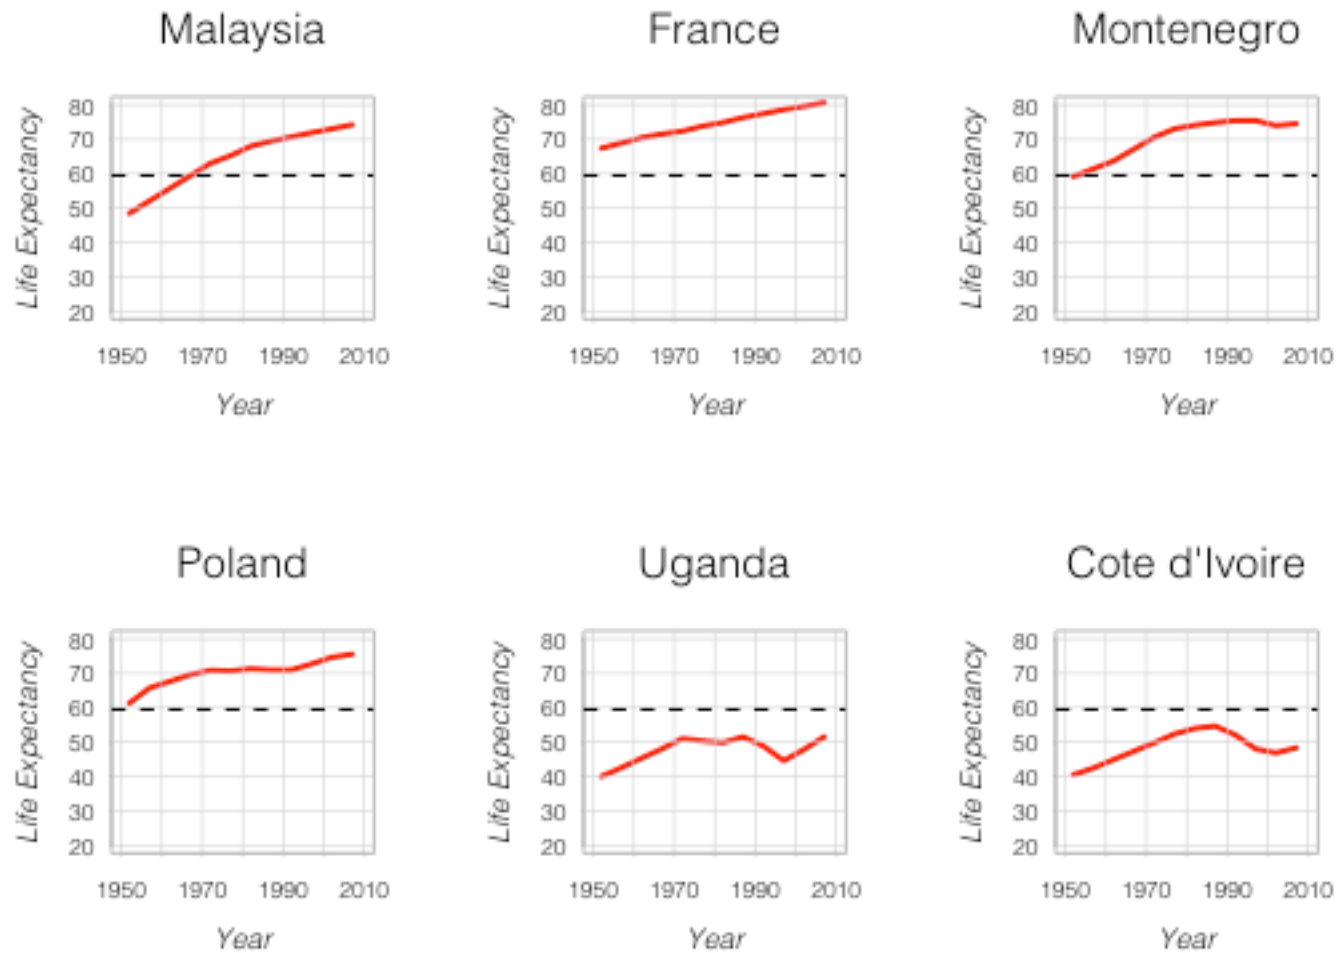 Malaysia France Montenegro
Life Expectancy Life Expectancy Life Expectancy
80 80 80
70 70 70
60 60 60
50 50 50
40 40 40
30 30 30
20 20 20
1950 1970 1990 2010 1950 1970 1990 2010 1950 1970 1990 2010
Year Year Year
Poland Uganda Cote d'Ivoire
Life Expectancy Life Expectancy Life Expectancy
80 80 80
70 70 70
60 60 60
50 50 50
40 40 40
30 30 30
20 20 20
1950 1970 1990 2010 1950 1970 1990 2010 1950 1970 1990 2010
Year Year Year